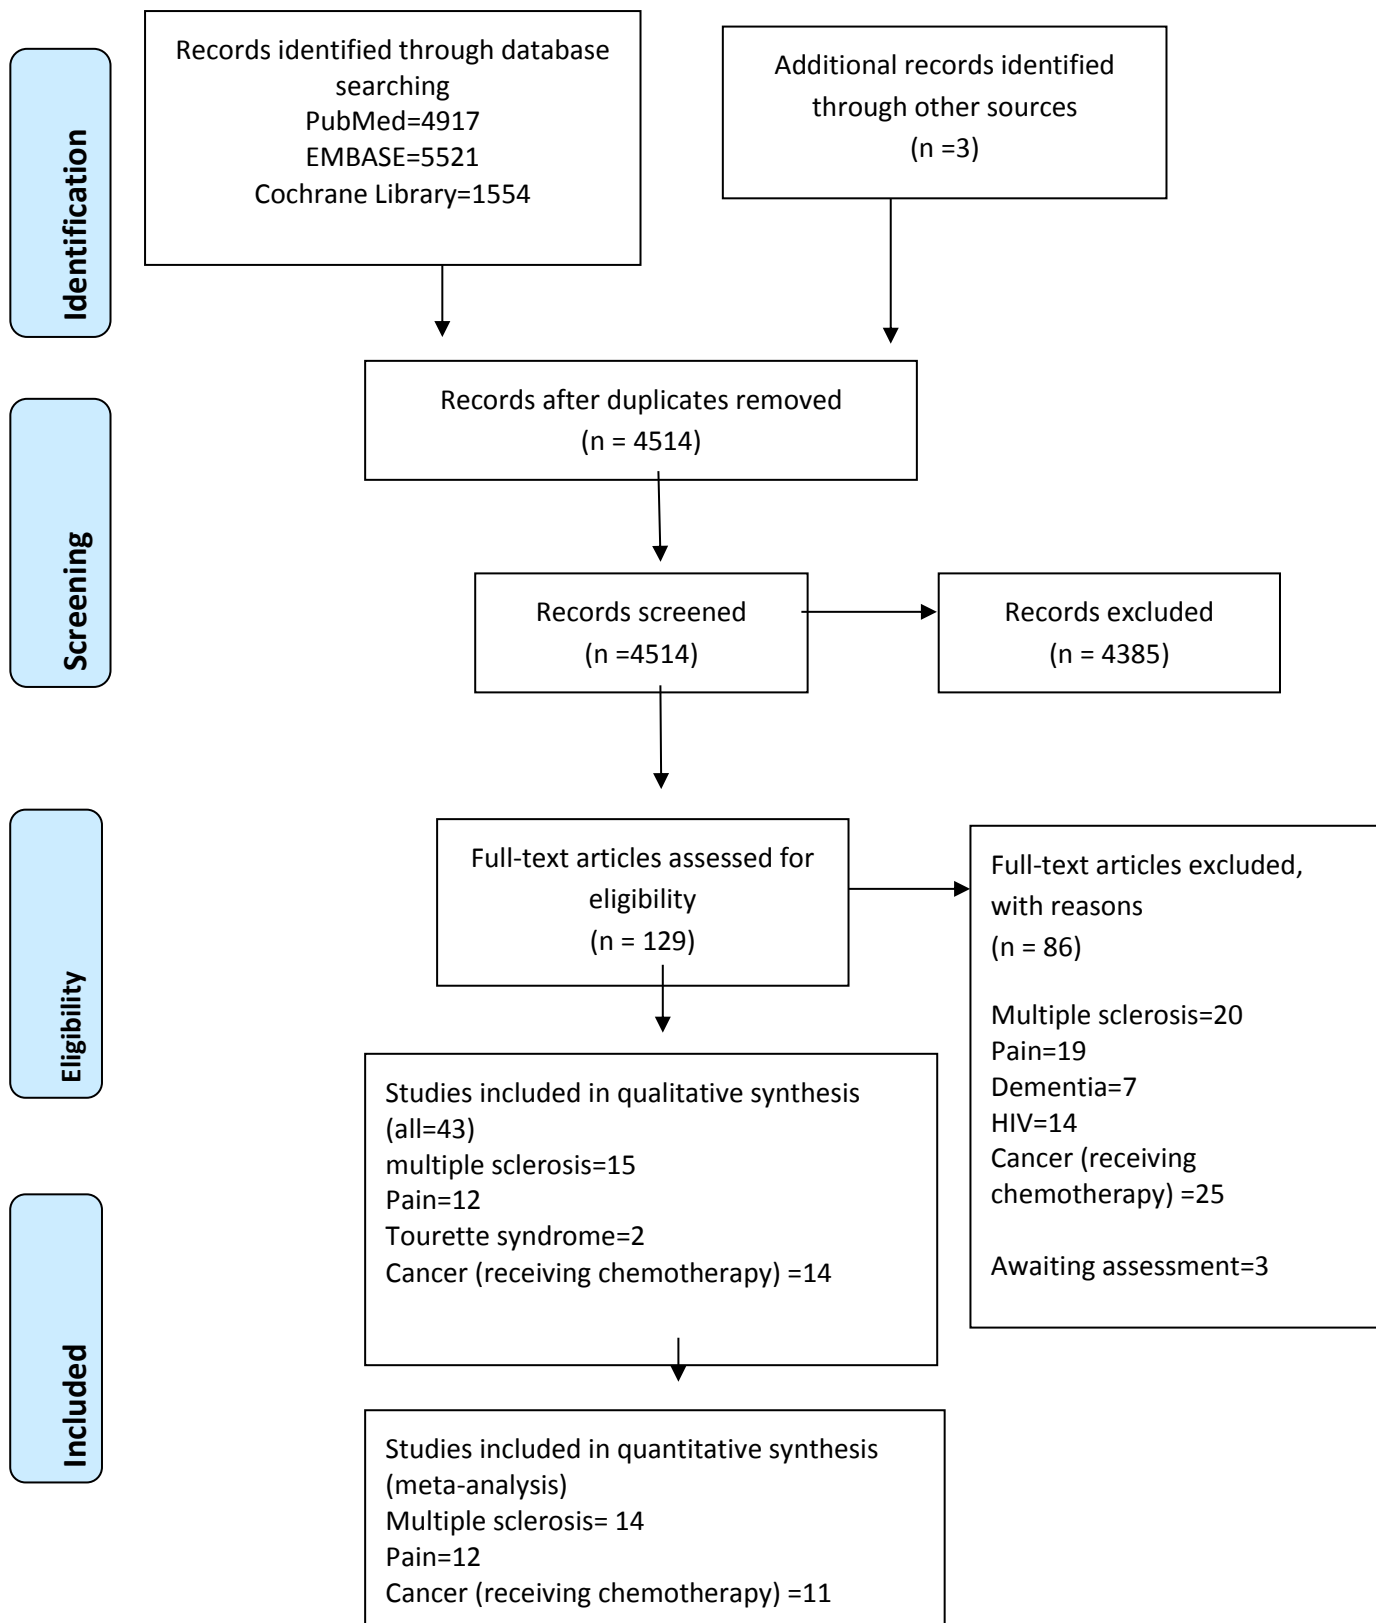 Identification
Records identified through database
searching
PubMed=4917
EMBASE=5521
Cochrane Library=1554
Additional records identified
through other sources
(n =3)
Records after duplicates removed
(n = 4514)
Screening
Records screened
(n =4514)
Records excluded
(n = 4385)
Eligibility
Full-text articles assessed for
eligibility
(n = 129)
Full-text articles excluded,
with reasons
(n = 86)
Multiple sclerosis=20
Pain=19
Dementia=7
HIV=14
Cancer (receiving
chemotherapy) =25
Awaiting assessment=3
Studies included in qualitative synthesis
(all=43)
multiple sclerosis=15
Pain=12
Tourette syndrome=2
Cancer (receiving chemotherapy) =14
Included
Studies included in quantitative synthesis
(meta-analysis)
Multiple sclerosis= 14
Pain=12
Cancer (receiving chemotherapy) =11